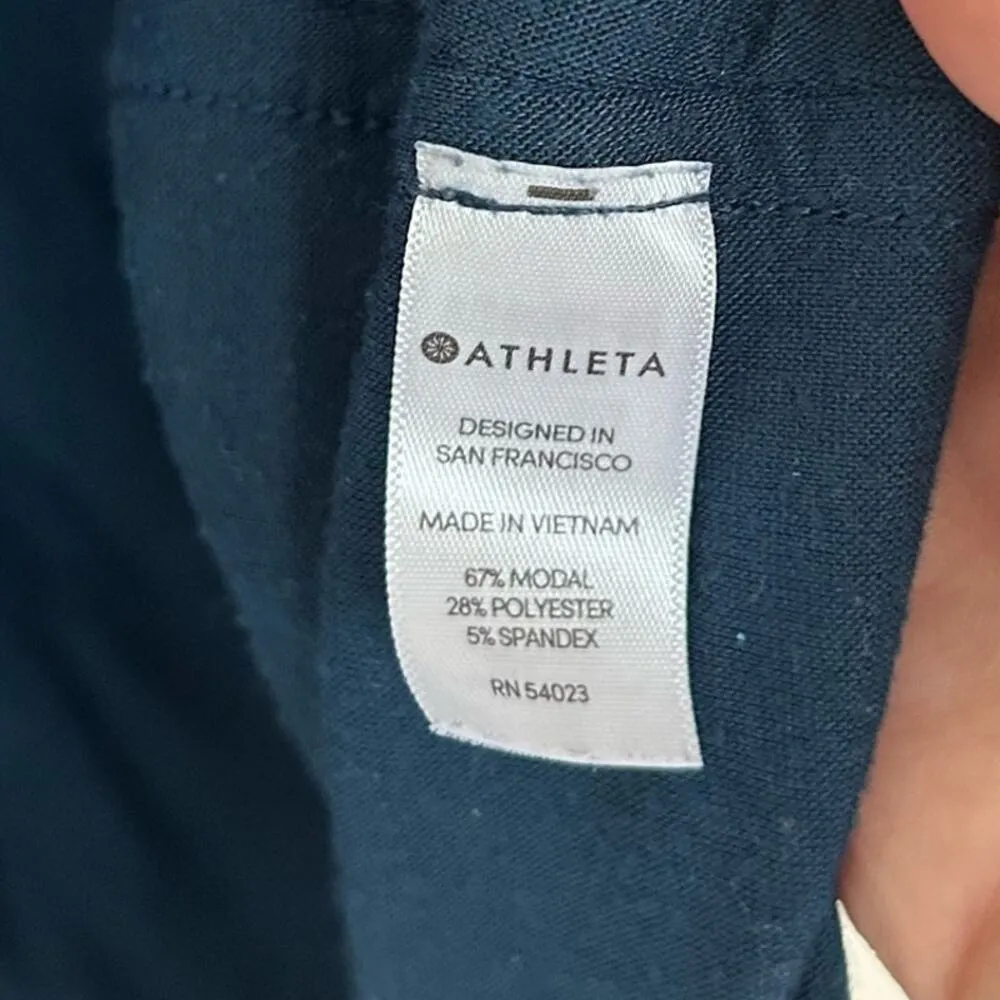 ATHLETA
DESIGNED IN
SAN FRANCISCO
MADE IN VIETNAM
67% MODAL
28% POLYESTER
5% SPANDEX
RN 54023